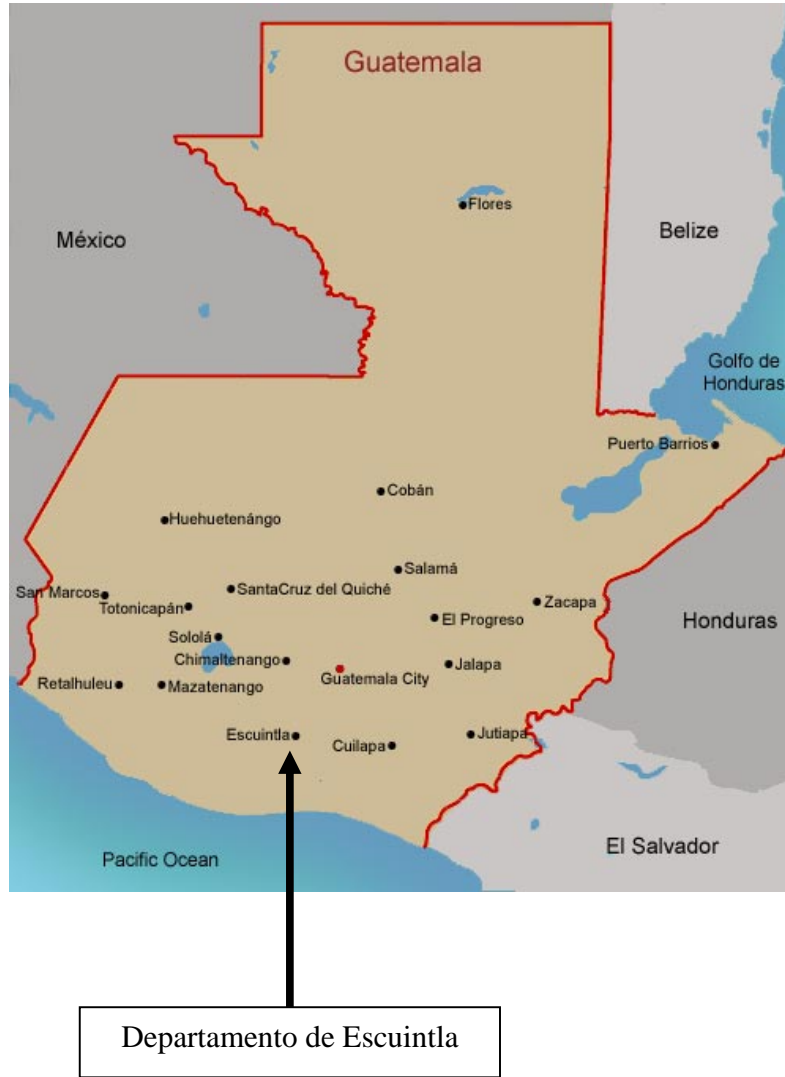 Guatemala
Flores
México
Belize
Golfo de
Honduras
Puerto Barrios
Cobán
Huehuetenángo
Salamá
San Marcos
SantaCruz del Quiché
Zacapa
Totonicapán
El Progreso
Honduras
Sololá
Chimaltenango
Jalapa
Guatemala City
Retalhuleu
Mazatenango
Escuintla
Cuilapa
Jutiapa
El Salvador
Pacific Ocean
Departamento de Escuintla